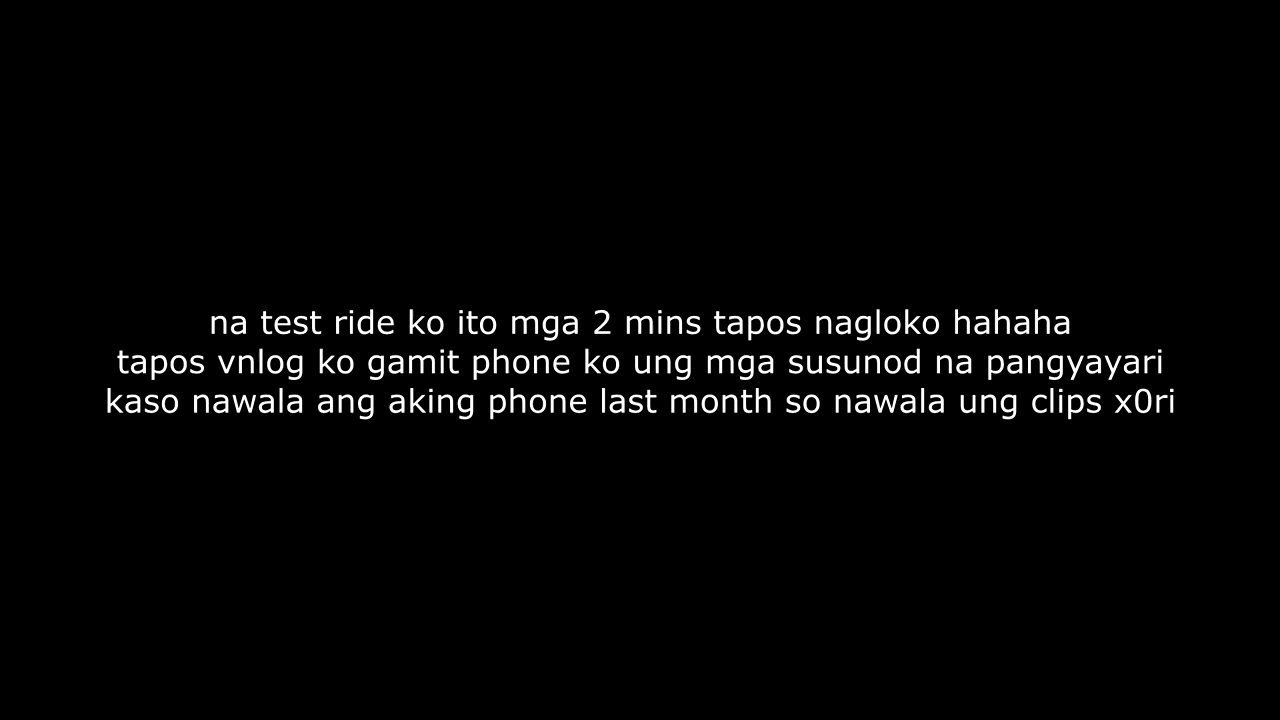 na test ride ko ito mga 2 mins tapos nagloko hahaha
tapos vnlog ko gamit phone ko ung mga susunod na pangyayari
kaso nawala ang aking phone last month so nawala ung clips x0ri